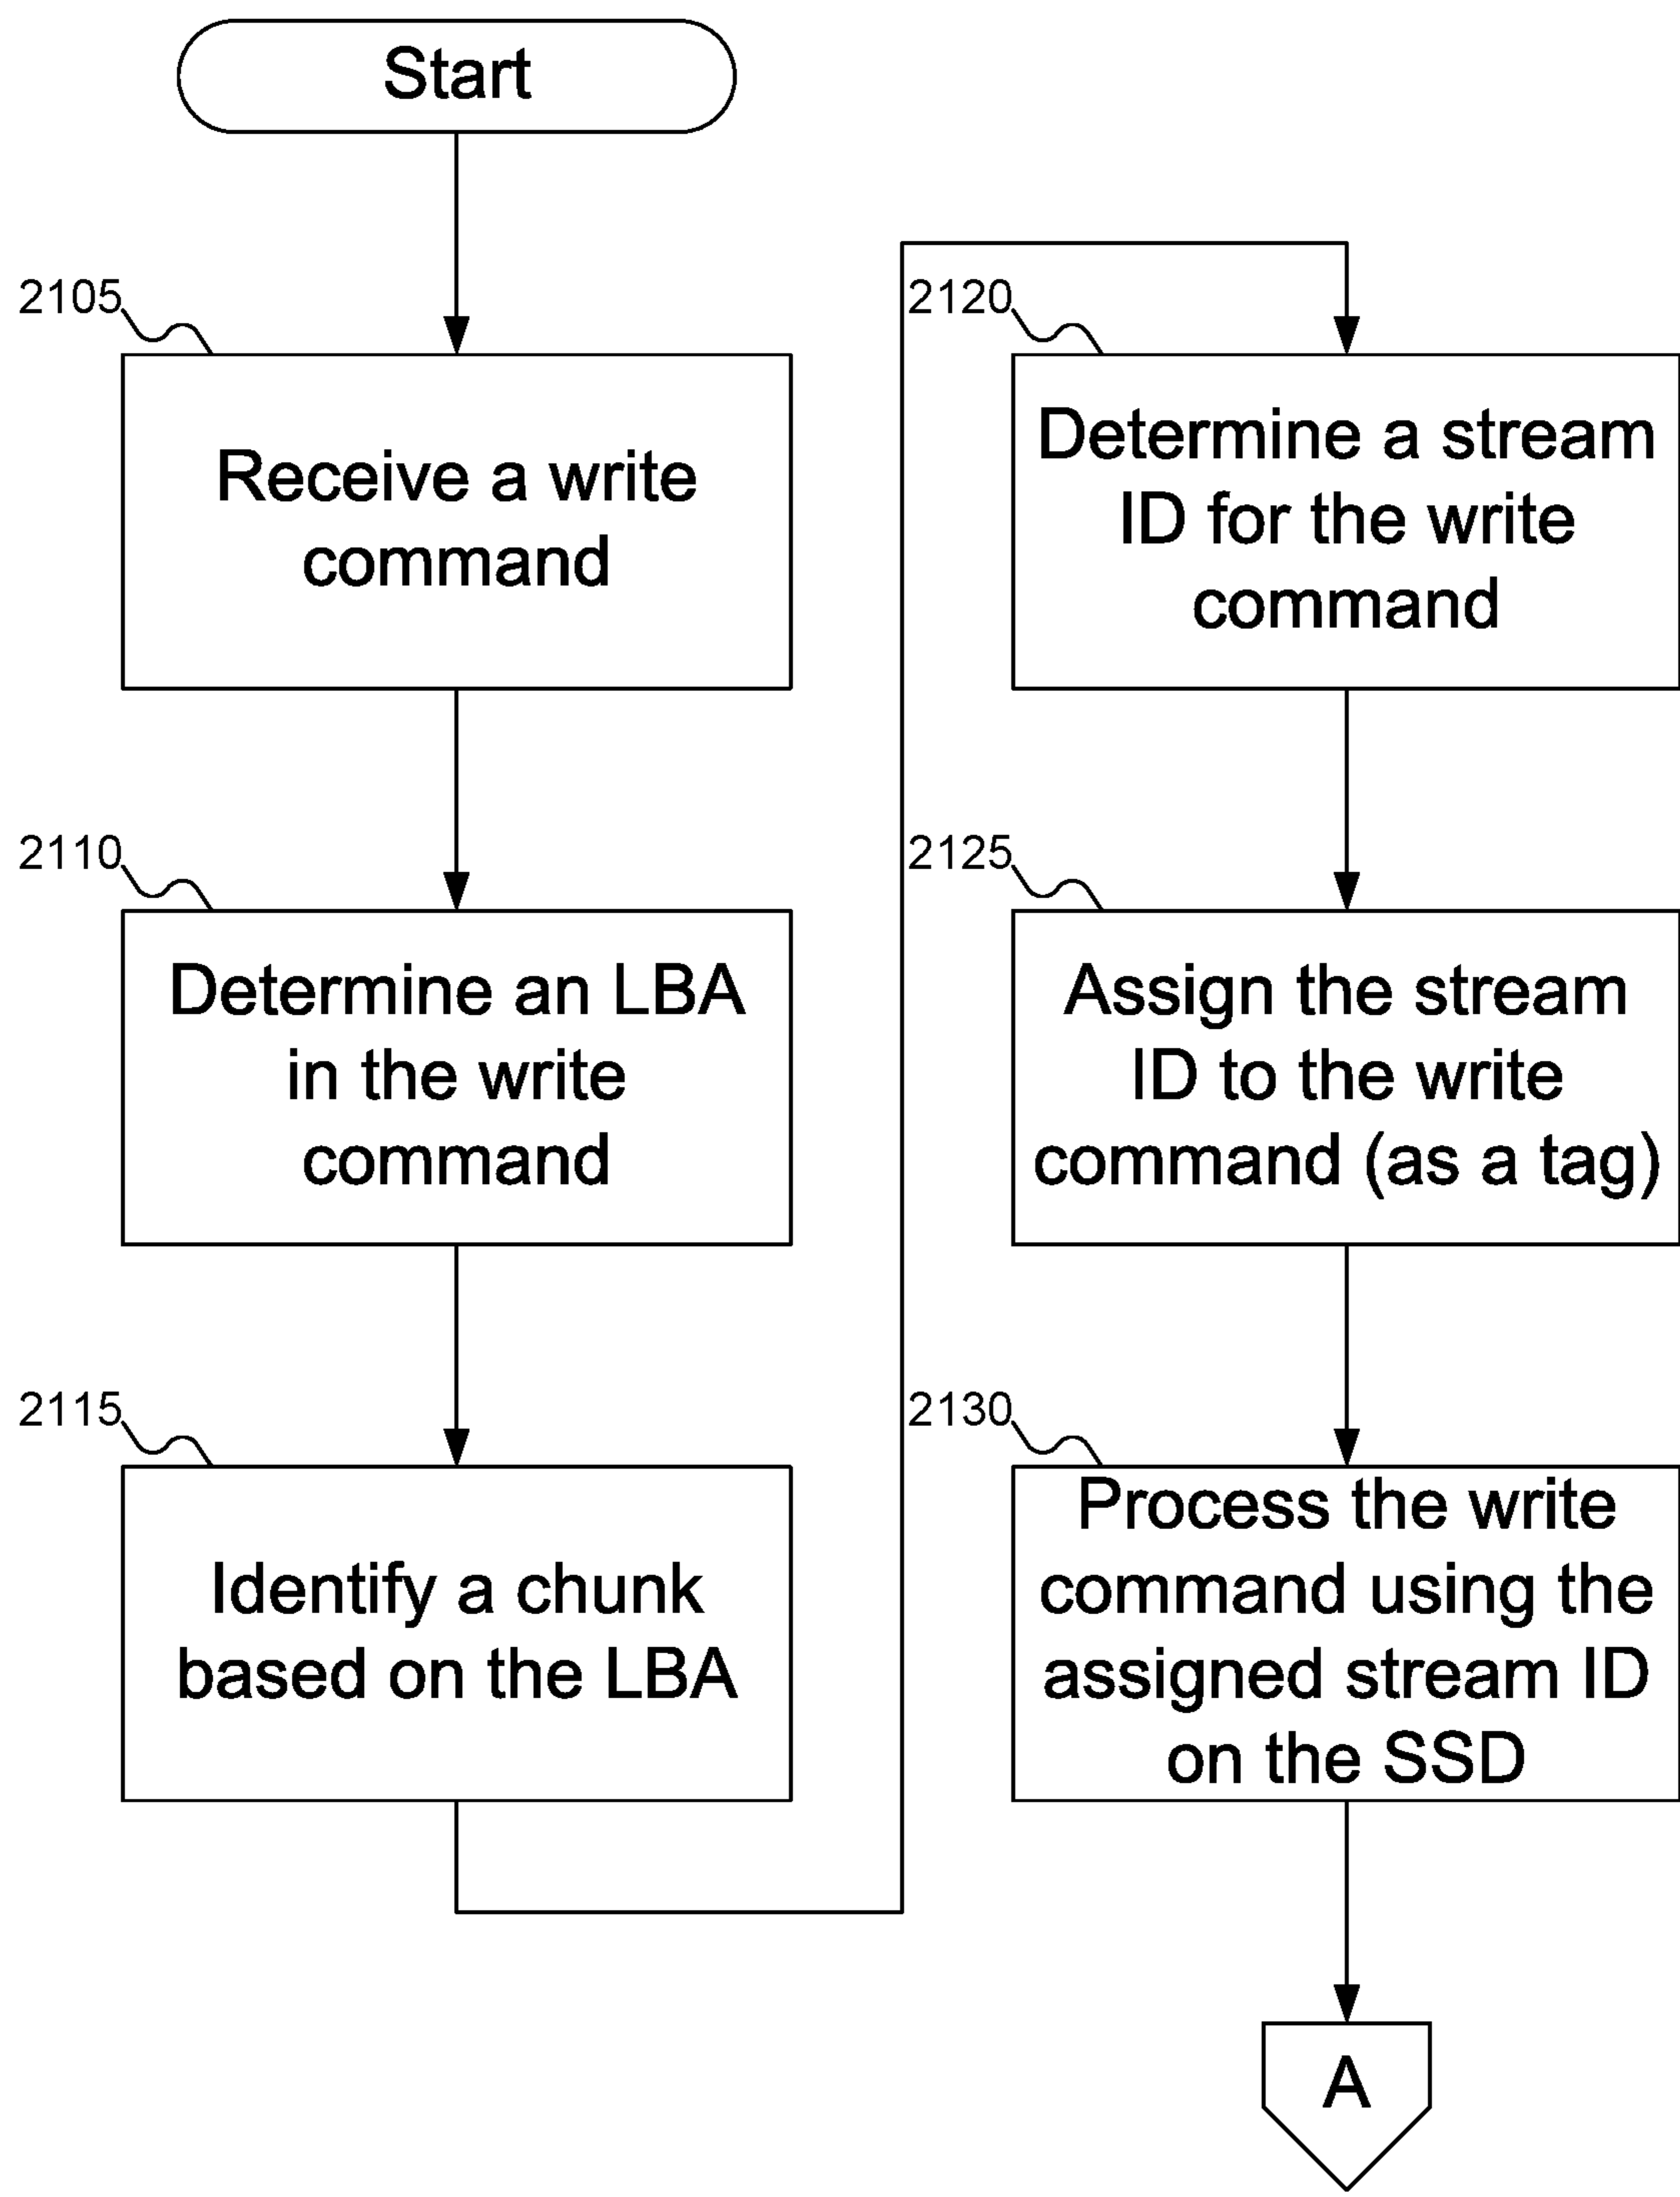 Start
2105
Receive a write
command
2110
Determine an LBA
in the write
command
2115
Identify a chunk
based on the LBA
2120
Determine a stream
ID for the write
command
2125
Assign the stream
ID to the write
command (as a tag)
2130
Process the write
command using the
assigned stream ID
on the SSD
A